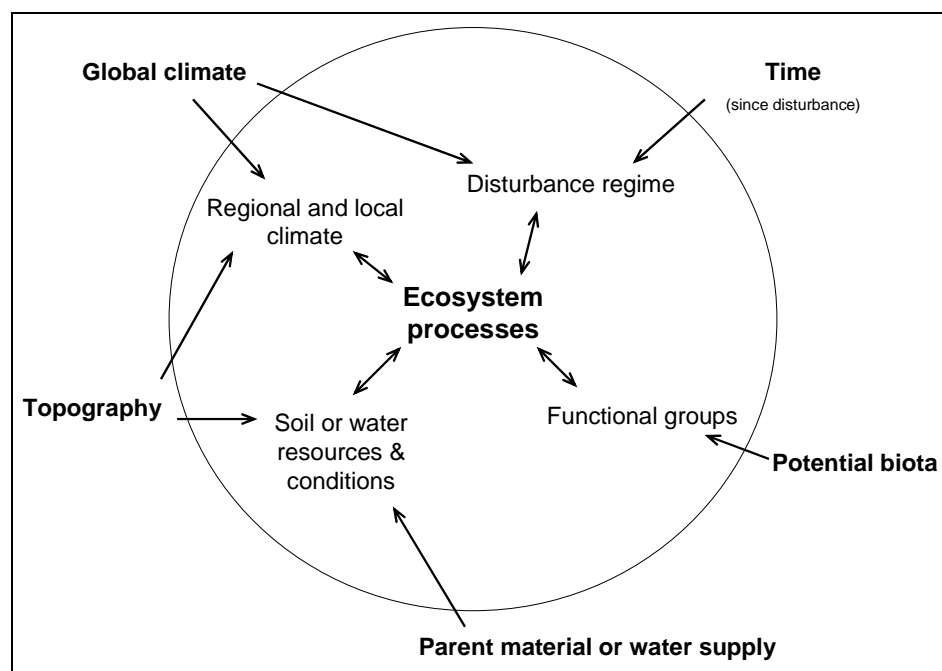 Global climate
Time
(since disturbance)
Disturbance regime
Regional and local
climate
Ecosystem
processes
Topography
Soil or water
resources &
conditions
Functional groups
Potential biota
Parent material or water supply